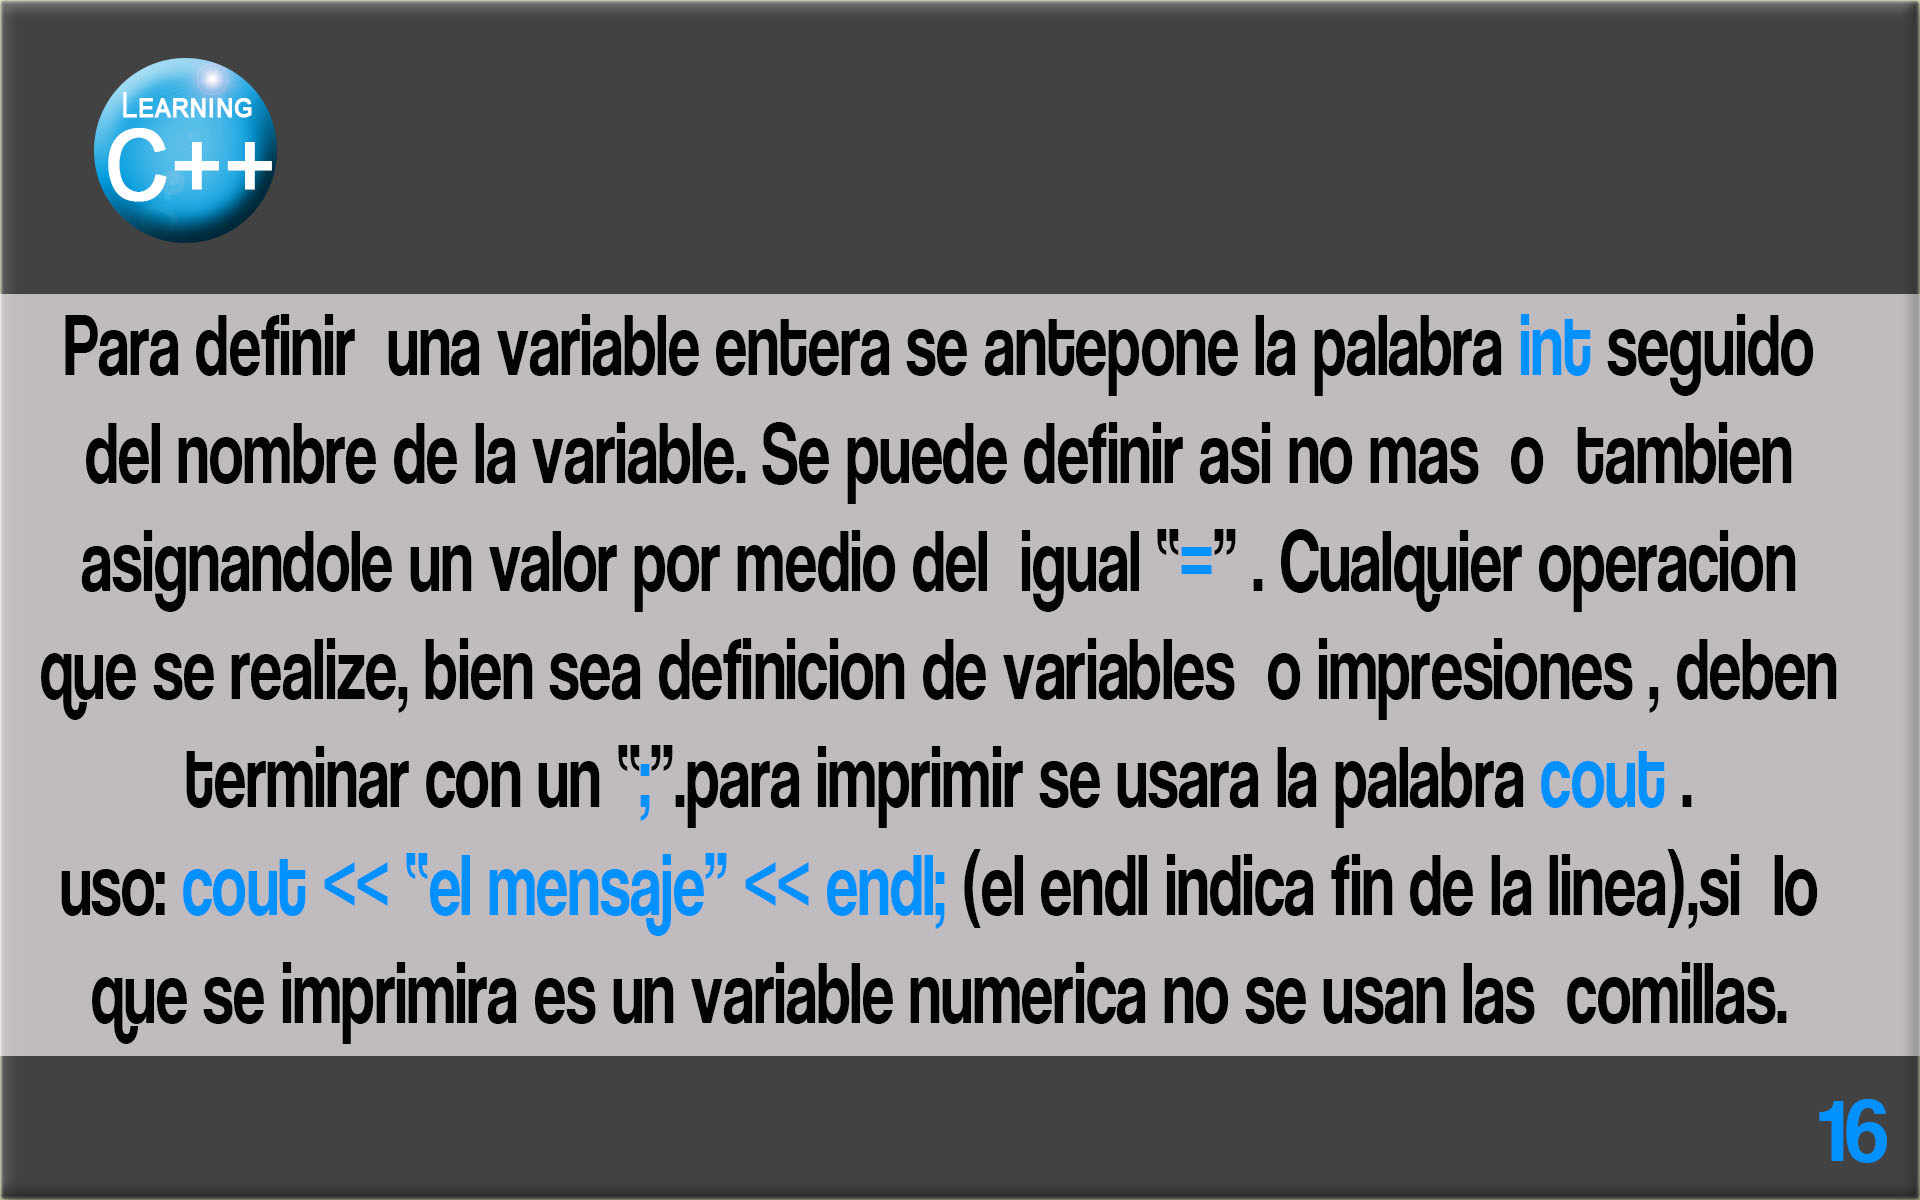 LEARNING
C++
Para definir una variable entera se antepone la palabra int seguido
del nombre de la variable. Se puede definir asi no mas o tambien
asignandole un valor por medio del igual “=” . Cualquier operacion
que se realize, bien sea definicion de variables o impresiones , deben
terminar con un “;”.para imprimir se usara la palabra cout .
uso: cout << “el mensaje” << endl; (el endl indica fin de la linea),si lo
que se imprimira es un variable numerica no se usan las comillas.
16